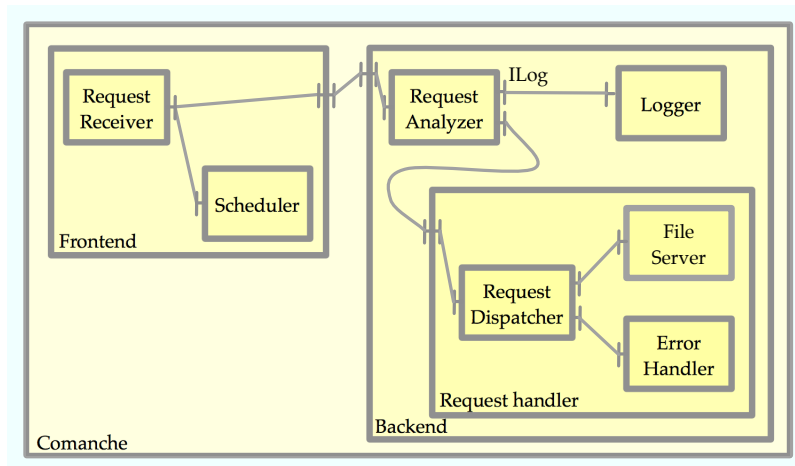 Request
Receiver
Scheduler
Frontend
Request
Analyzer
ILog
Logger
File
Server
Request
Dispatcher
Error
Handler
Request handler
Backend
Comanche